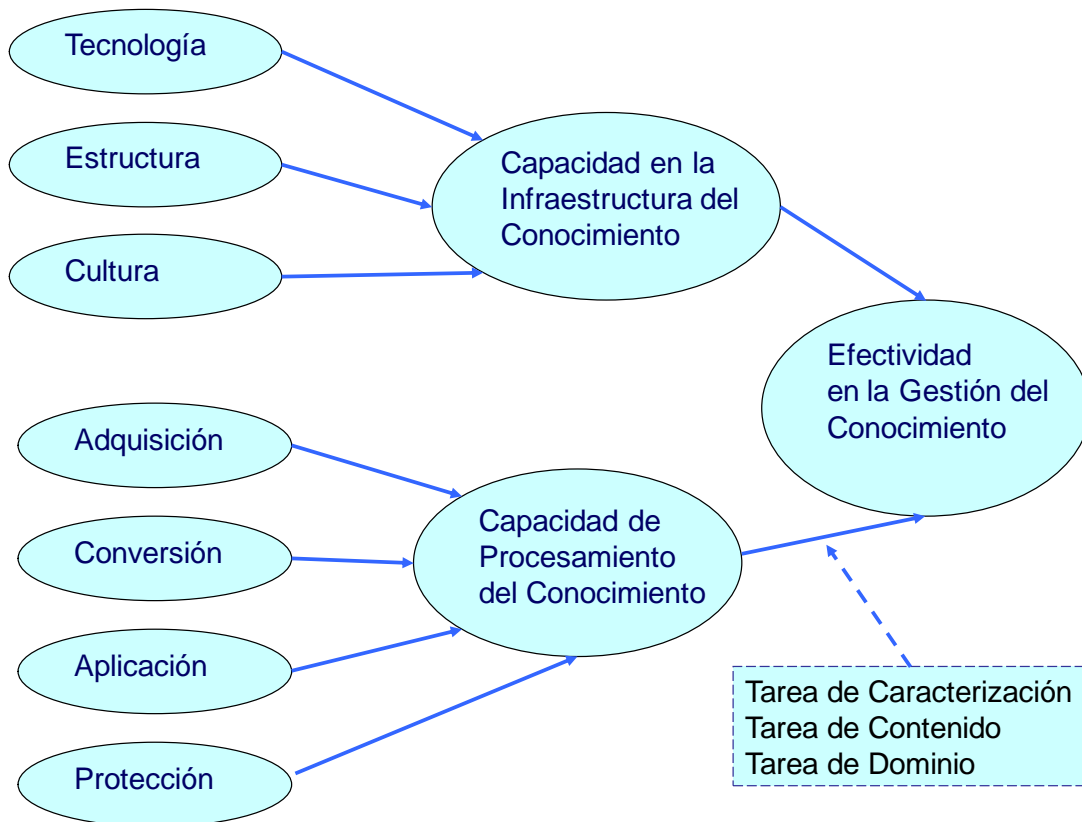 Tecnología
Estructura
Cultura
Capacidad en la
Infraestructura del
Conocimiento
Efectividad
en la Gestión del
Conocimiento
Adquisición
Conversión
Aplicación
Protección
Capacidad de
Procesamiento
del Conocimiento
Tarea de Caracterización
Tarea de Contenido
Tarea de Dominio